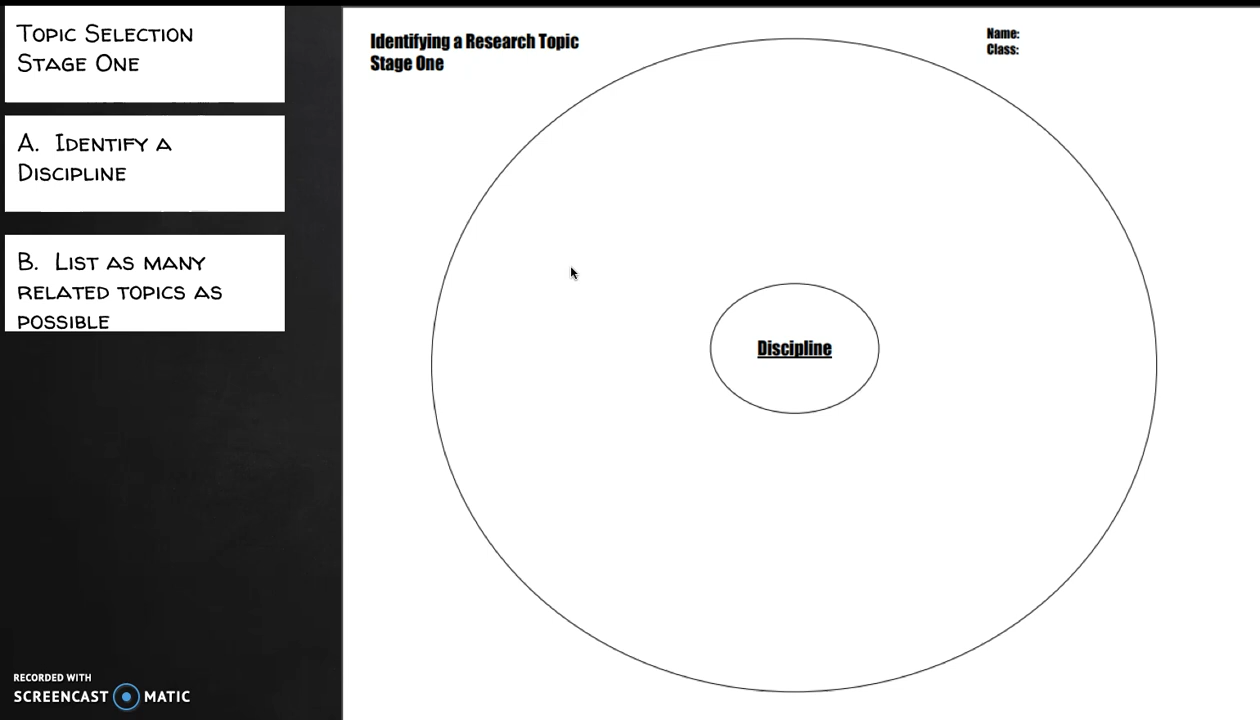 Topic Selection
Stage One
A. Identify a
Discipline
B. List as many
related topics as
possible
Identifying a Research Topic
Stage One
Name:
Class:
Discipline
RECORDED WITH
SCREENCAST MATIC